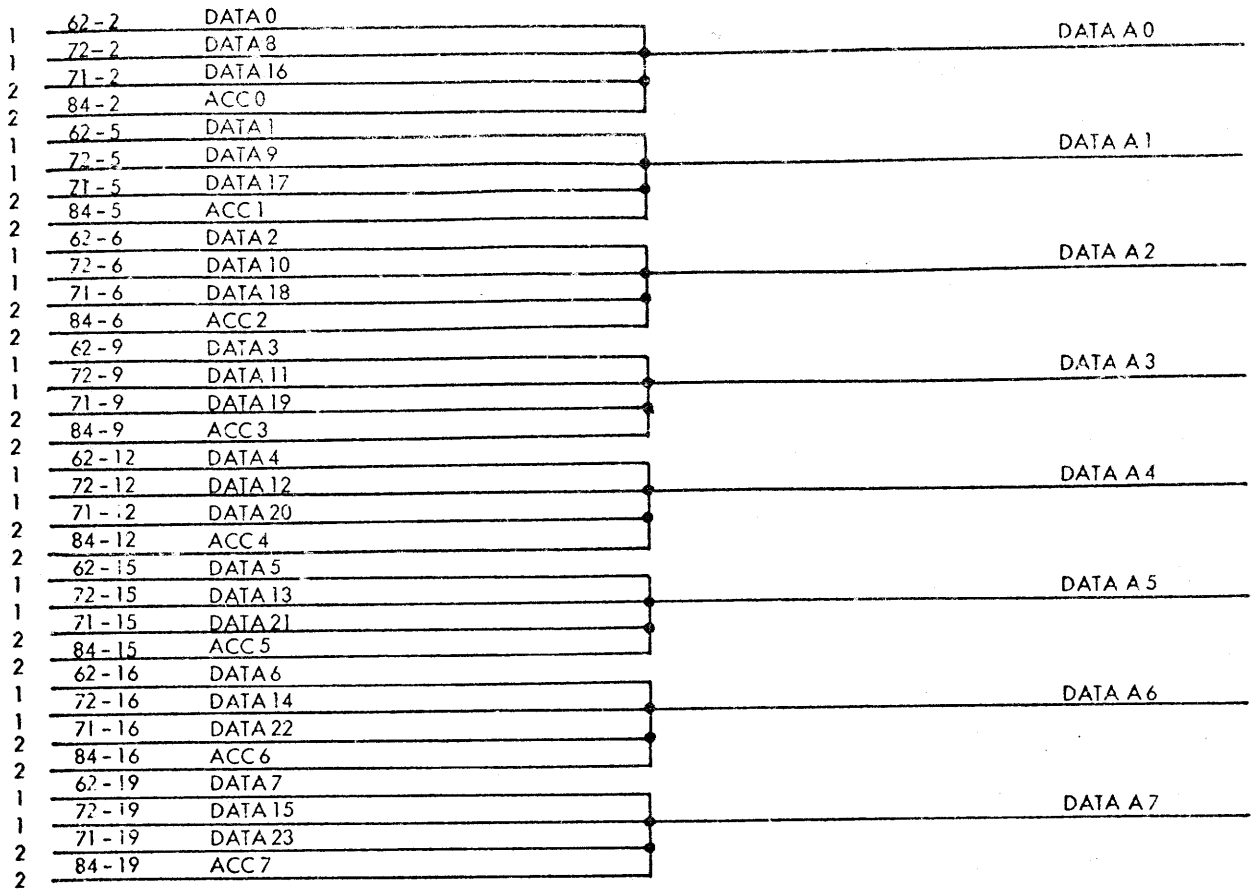 62-2 DATA 0
1
DATA A 0
72-2 DATA 8
1
71-2 DATA 16
2
84-2 ACC 0
2
62-5 DATA 1
1
DATA A 1
72-5 DATA 9
1
71-5 DATA 17
2
84-5 ACC 1
2
62-6 DATA 2
1
DATA A 2
72-6 DATA 10
1
71-6 DATA 18
2
84-6 ACC 2
2
62-9 DATA 3
1
DATA A 3
72-9 DATA 11
1
71-9 DATA 19
2
84-9 ACC 3
2
62-12 DATA 4
1
DATA A 4
72-12 DATA 12
1
71-12 DATA 20
2
84-12 ACC 4
2
62-15 DATA 5
1
DATA A 5
72-15 DATA 13
1
71-15 DATA 21
2
84-15 ACC 5
2
62-16 DATA 6
1
DATA A 6
72-16 DATA 14
1
71-16 DATA 22
2
84-16 ACC 6
2
62-19 DATA 7
1
DATA A 7
72-19 DATA 15
1
71-19 DATA 23
2
84-19 ACC 7
2